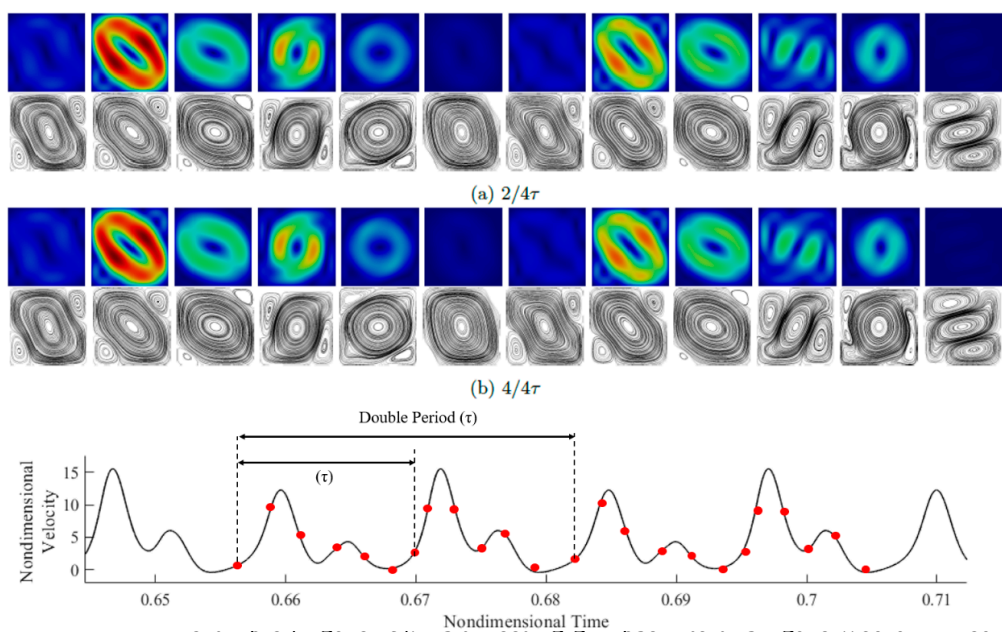 (a) 2/4τ
(b) 4/4τ
Double Period (τ)
(τ)
Nondimensional
Velocity
15
10
5
0
0.65
0.66
0.67
0.68
0.69
0.7
0.71
Nondimensional Time